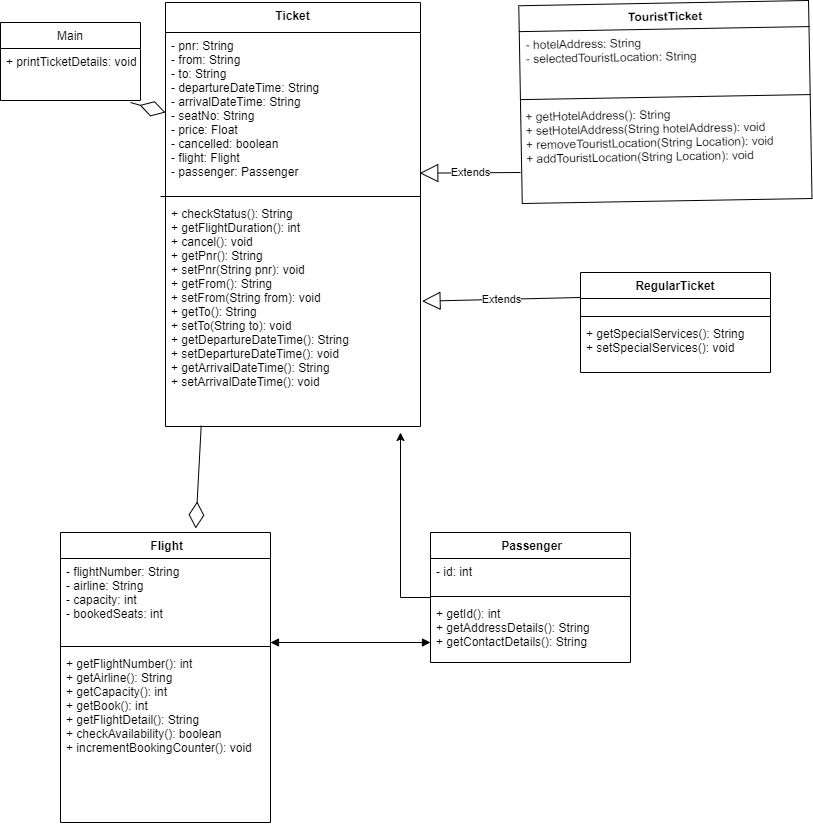 Main
+ printTicketDetails: void
Ticket
- pnr: String
- from: String
- to: String
- departureDateTime: String
- arrivalDateTime: String
- seatNo: String
- price: Float
- cancelled: boolean
- flight: Flight
- passenger: Passenger
+ checkStatus(): String
+ getFlightDuration(): int
+ cancel(): void
+ getPnr(): String
+ setPnr(String pnr): void
+ getFrom(): String
+ setFrom(String from): void
+ getTo(): String
+ setTo(String to): void
+ getDepartureDateTime(): String
+ setDepartureDateTime(): void
+ getArrivalDateTime(): String
+ setArrivalDateTime(): void
TouristTicket
- hotelAddress: String
- selectedTouristLocation: String
+ getHotelAddress(): String
+ setHotelAddress(String hotelAddress): void
+ removeTouristLocation(String Location): void
+ addTouristLocation(String Location): void
Extends
RegularTicket
+ getSpecialServices(): String
+ setSpecialServices(): void
Extends
Flight
- flightNumber: String
- airline: String
- capacity: int
- bookedSeats: int
+ getFlightNumber(): int
+ getAirline(): String
+ getCapacity(): int
+ getBook(): int
+ getFlightDetail(): String
+ checkAvailability(): boolean
+ incrementBookingCounter(): void
Passenger
- id: int
+ getId(): int
+ getAddressDetails(): String
+ getContactDetails(): String